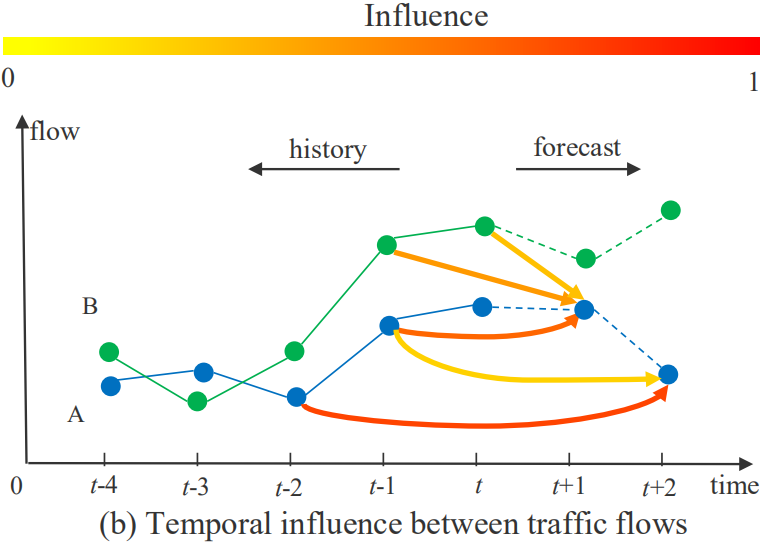 Influence
0 1
flow
history forecast
B
A
0 t-4 t-3 t-2 t-1 t t+1 t+2 time
(b) Temporal influence between traffic flows